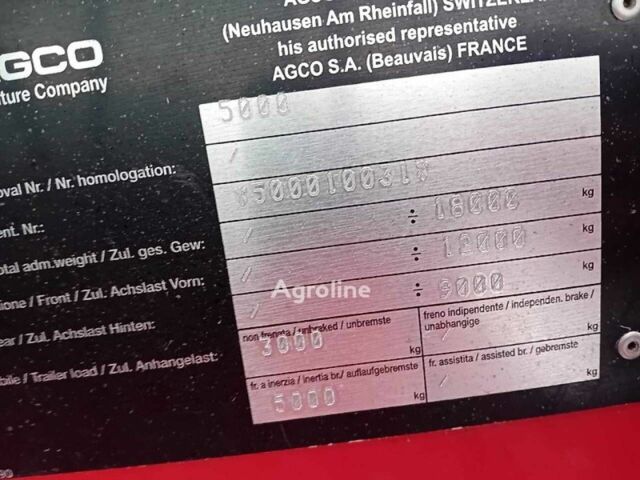 (Neuhausen Am Rheinfall) SWITZERLAN
his authorised representative
AGCO S.A. (Beauvais) FRANCE
AGCO
ture Company
5000
/
oval Nr. / Nr. homologation:
*5000100318
ent. Nr.:
/ ÷ 18000 kg
otal adm.weight / Zul. ges. Gew:
/ ÷ 12000 kg
ione / Front / Zul. Achslast Vorn:
/ ÷ 9000 kg
ear / Zul. Achslast Hinten:
non frenata / unbraked / unbremste
3000 kg
freno indipendente / independen. brake /
unabhangige
/ kg
bile / Trailer load / Zul. Anhangelast:
fr. a inerzia / inertia br./ auflaufgebremste
5000 kg
fr. assistita / assisted br. / gebremste
/ kg
Agroline